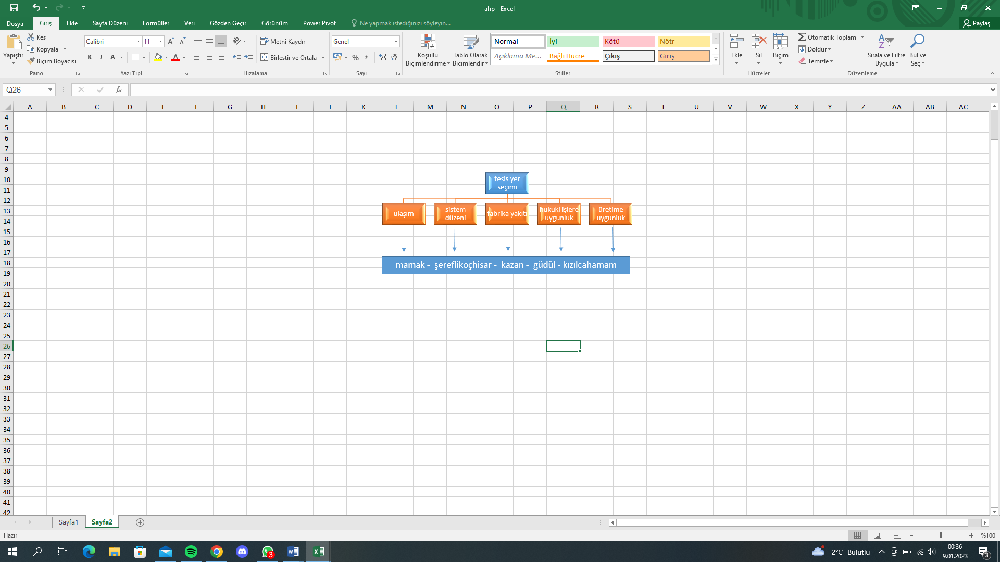 ahp - Excel
Dosya Giriş Ekle Sayfa Düzeni Formüller Veri Gözden Geçir Görünüm Power Pivot Ne yapmak istediğinizi söyleyin... Paylaş
Yapıştır
Kes
Kopyala
Biçim Boyacısı
Pano
Calibri 11
K T A A
Yazı Tipi
Metni Kaydır
Birleştir ve Ortala
Hizalama
Genel
%
Sayı
Koşullu
Biçimlendirme
Tablo Olarak
Biçimlendir
Normal İyi Kötü Nötr
Açıklama Me... Bağlı Hücre Çıkış Giriş
Stiller
Ekle Sil Biçim
Hücreler
Otomatik Toplam
Doldur
Temizle
Sırala ve Filtre
Uygula
Bul ve
Seç
Düzenleme
Q26
fx
A B C D E F G H I J K L M N O P Q R S T U V W X Y Z AA AB AC
4
5
6
7
8
9
10
11
12
13
14
15
16
17
18
19
20
21
22
23
24
25
26
27
28
29
30
31
32
33
34
35
36
37
38
39
40
41
42
tesis yer
seçimi
ulaşım
sistem
düzeni
fabrika yakıtı
hukuki işlere
uygunluk
üretime
uygunluk
mamak - şereflikoçhisar - kazan - güdül - kızılcahamam
Sayfa1 Sayfa2
Hazır
%100
3
-2°C Bulutlu
00:36
9.01.2023
3